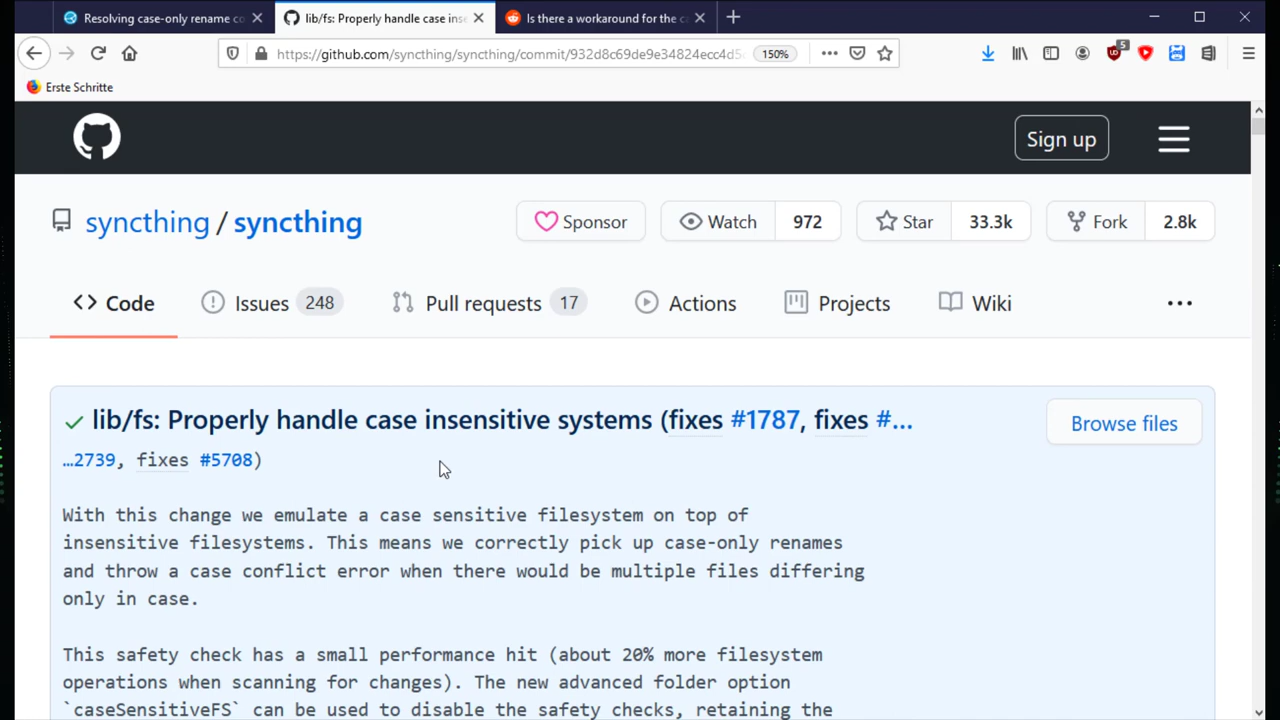 Resolving case-only rename co
lib/fs: Properly handle case inse
Is there a workaround for the ca
https://github.com/syncthing/syncthing/commit/932d8c69de9e34824ecc4d5
150%
5
Erste Schritte
Sign up
syncthing / syncthing
Sponsor
Watch 972
Star 33.3k
Fork 2.8k
Code
Issues 248
Pull requests 17
Actions
Projects
Wiki
lib/fs: Properly handle case insensitive systems (fixes #1787, fixes #...
...2739, fixes #5708)
Browse files
With this change we emulate a case sensitive filesystem on top of
insensitive filesystems. This means we correctly pick up case-only renames
and throw a case conflict error when there would be multiple files differing
only in case.
This safety check has a small performance hit (about 20% more filesystem
operations when scanning for changes). The new advanced folder option
`caseSensitiveFS` can be used to disable the safety checks, retaining the